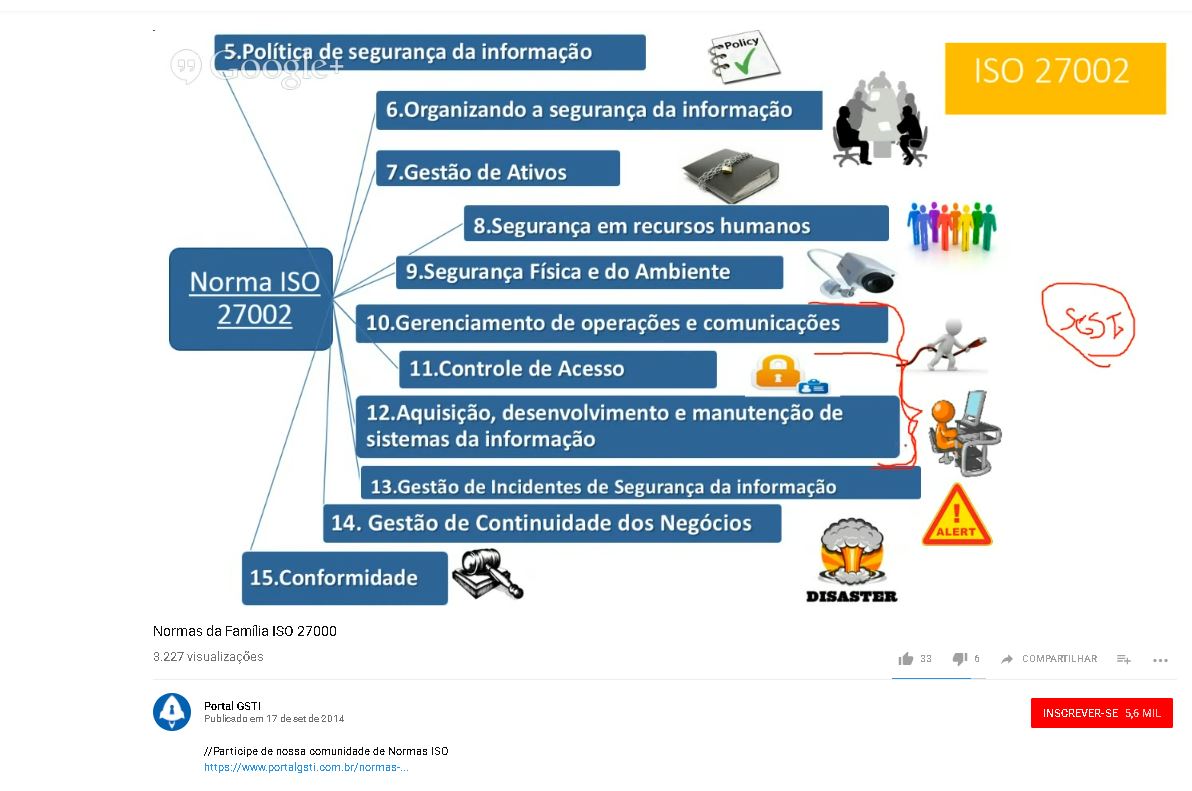 5.Política de segurança da informação
Google+
Policy
ISO 27002
6.Organizando a segurança da informação
7.Gestão de Ativos
8.Segurança em recursos humanos
9.Segurança Física e do Ambiente
Norma ISO
27002
10.Gerenciamento de operações e comunicações
11.Controle de Acesso
12.Aquisição, desenvolvimento e manutenção de
sistemas da informação
13.Gestão de Incidentes de Segurança da informação
14. Gestão de Continuidade dos Negócios
ALERT
15.Conformidade
DISASTER
Normas da Família ISO 27000
3.227 visualizações
33
6
COMPARTILHAR
Portal GSTI
Publicado em 17 de set de 2014
INSCREVER-SE 5,6 MIL
//Participe de nossa comunidade de Normas ISO
https://www.portalgsti.com.br/normas-...